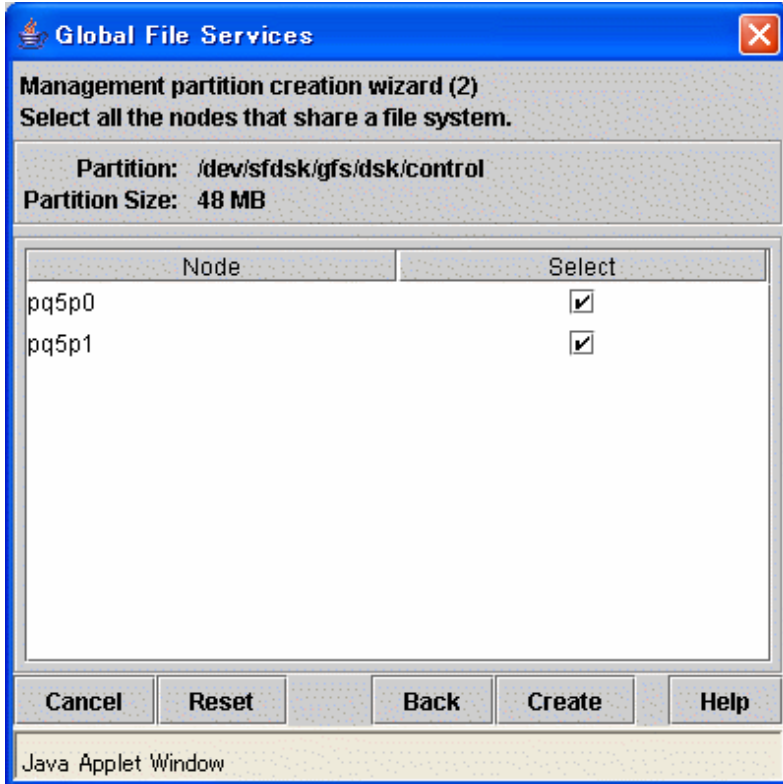 Global File Services
Management partition creation wizard (2)
Select all the nodes that share a file system.
Partition: /dev/sfdsk/gfs/dsk/control
Partition Size: 48 MB
Node Select
pq5p0
pq5p1
Cancel Reset Back Create Help
Java Applet Window